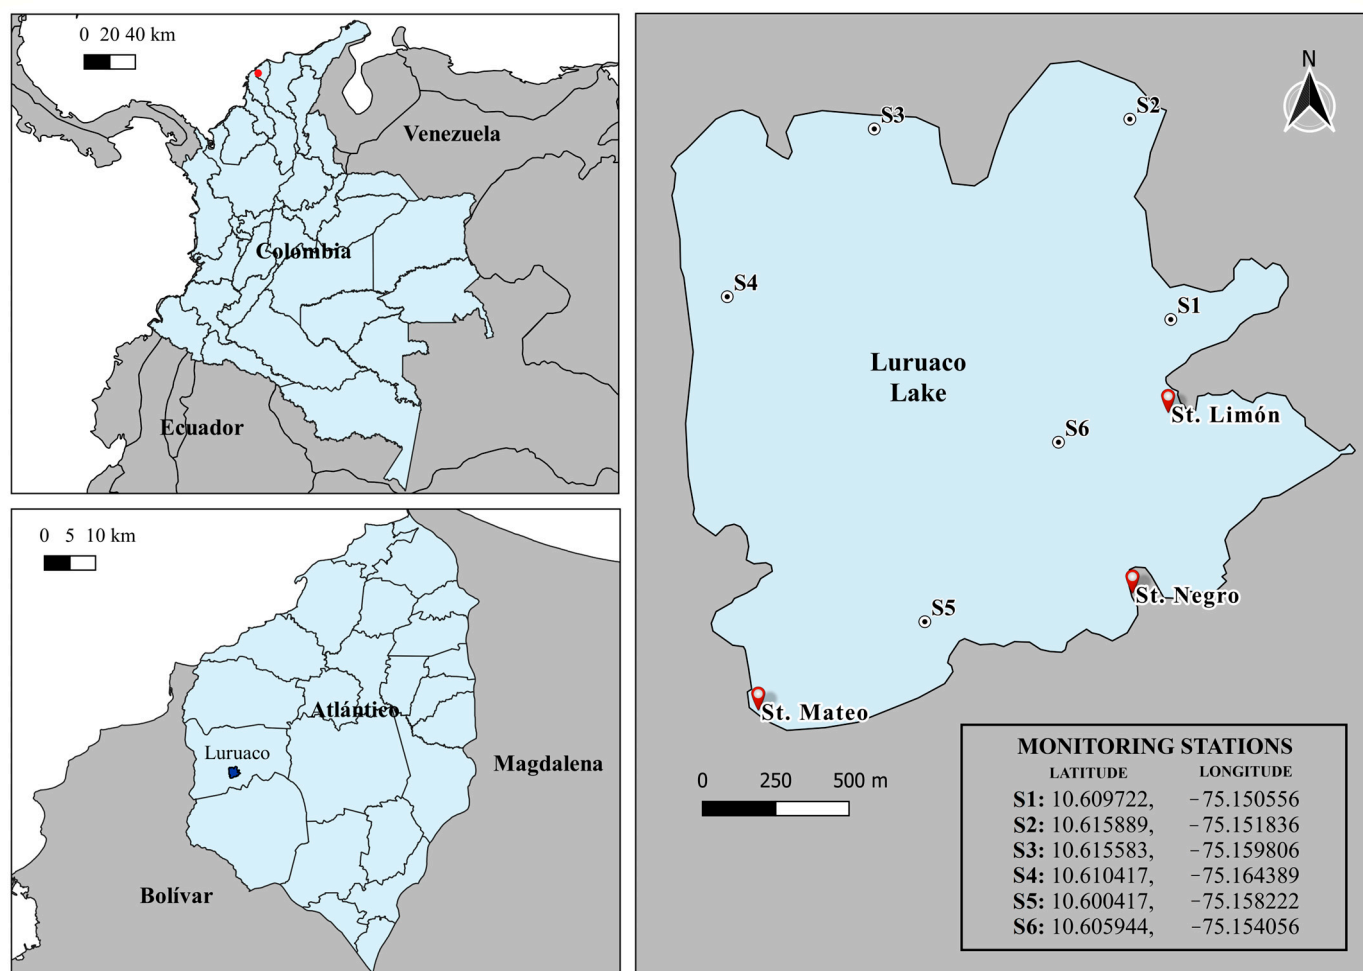 0 20 40 km
Venezuela
Colombia
Ecuador
0 5 10 km
Atlántico
Luruaco
Magdalena
Bolívar
N
S2
S3
S4
S1
Luruaco
Lake
St. Limón
S6
St. Negro
S5
St. Mateo
0 250 500 m
MONITORING STATIONS
LATITUDE LONGITUDE
S1: 10.609722, -75.150556
S2: 10.615889, -75.151836
S3: 10.615583, -75.159806
S4: 10.610417, -75.164389
S5: 10.600417, -75.158222
S6: 10.605944, -75.154056